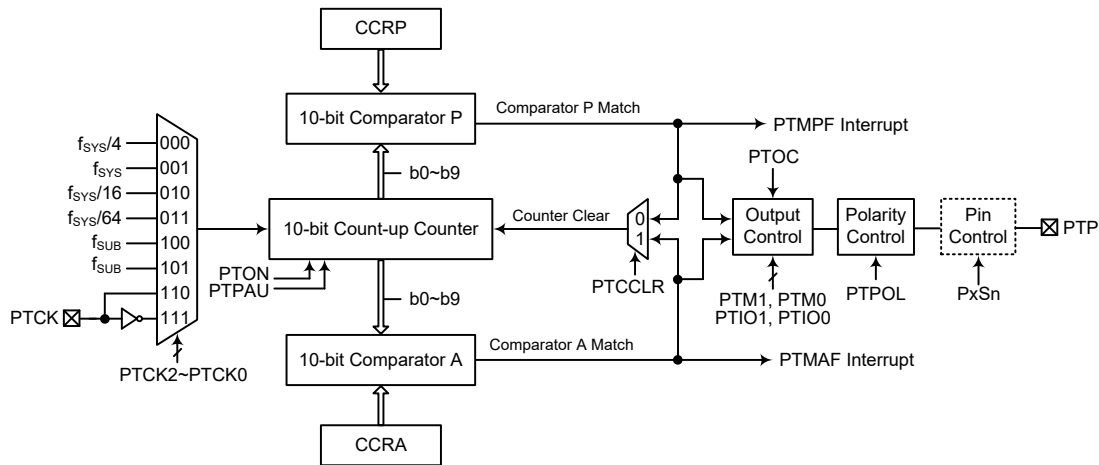 CCRP
10-bit Comparator P
Comparator P Match
PTMPF Interrupt
b0~b9
fSYS/4
000
fSYS
001
fSYS/16
010
fSYS/64
011
fSUB
100
fSUB
101
110
111
PTCK
PTCK2~PTCK0
10-bit Count-up Counter
PTON
PTPAU
Counter Clear
0
1
PTCCLR
PTOC
Output
Control
PTM1, PTM0
PTIO1, PTIO0
Polarity
Control
PTPOL
Pin
Control
PxSn
PTP
b0~b9
10-bit Comparator A
Comparator A Match
PTMAF Interrupt
CCRA